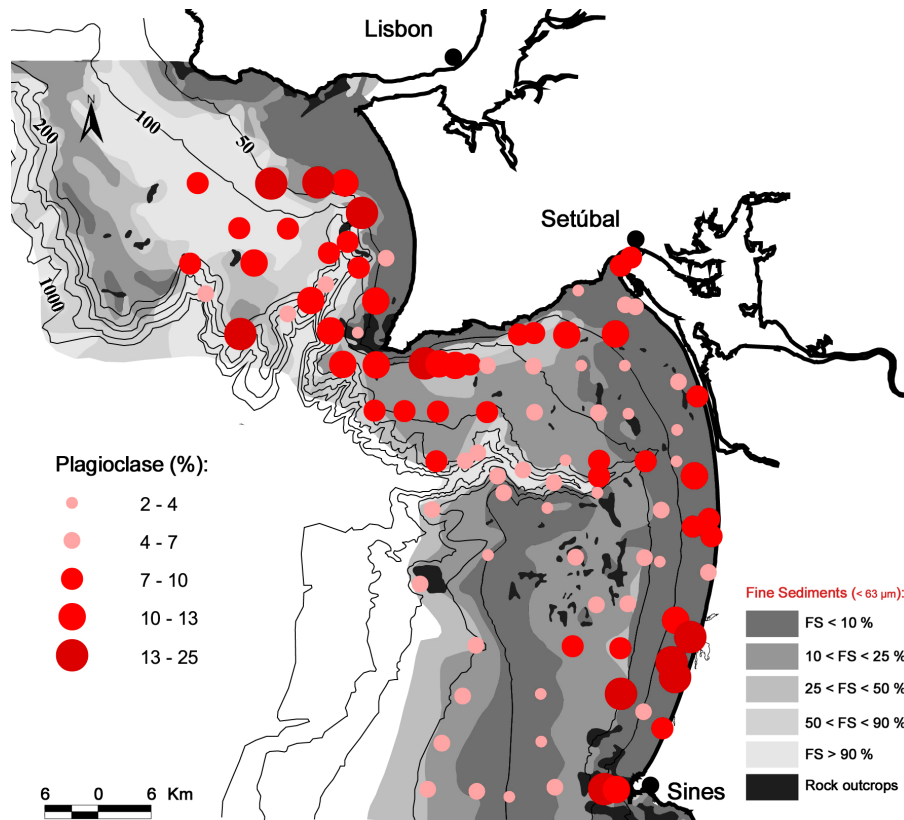 Lisbon
N
200
100
50
Setúbal
1000
Plagioclase (%):
2 - 4
4 - 7
7 - 10
10 - 13
13 - 25
Fine Sediments (< 63 µm):
FS < 10 %
10 < FS < 25 %
25 < FS < 50 %
50 < FS < 90 %
FS > 90 %
Rock outcrops
6 0 6 Km
Sines